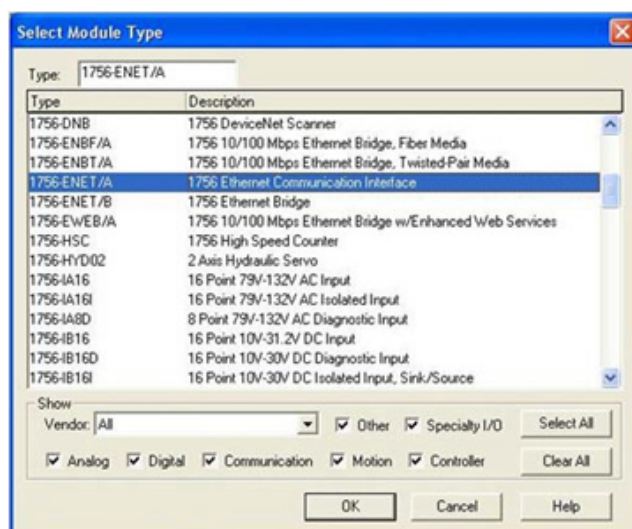 Select Module Type
Type: 1756-ENET/A
Type Description
1756-DNB 1756 DeviceNet Scanner
1756-ENBF/A 1756 10/100 Mbps Ethernet Bridge, Fiber Media
1756-ENBT/A 1756 10/100 Mbps Ethernet Bridge, Twisted-Pair Media
1756-ENET/A 1756 Ethernet Communication Interface
1756-ENET/B 1756 Ethernet Bridge
1756-EWEB/A 1756 10/100 Mbps Ethernet Bridge w/Enhanced Web Services
1756-HSC 1756 High Speed Counter
1756-HYD02 2 Axis Hydraulic Servo
1756-IA16 16 Point 79V-132V AC Input
1756-IA16I 16 Point 79V-132V AC Isolated Input
1756-IA8D 8 Point 79V-132V AC Diagnostic Input
1756-IB16 16 Point 10V-31.2V DC Input
1756-IB16D 16 Point 10V-30V DC Diagnostic Input
1756-IB16I 16 Point 10V-30V DC Isolated Input, Sink/Source
Show
Vendor: All Other Specialty I/O Select All
Analog Digital Communication Motion Controller Clear All
OK Cancel Help